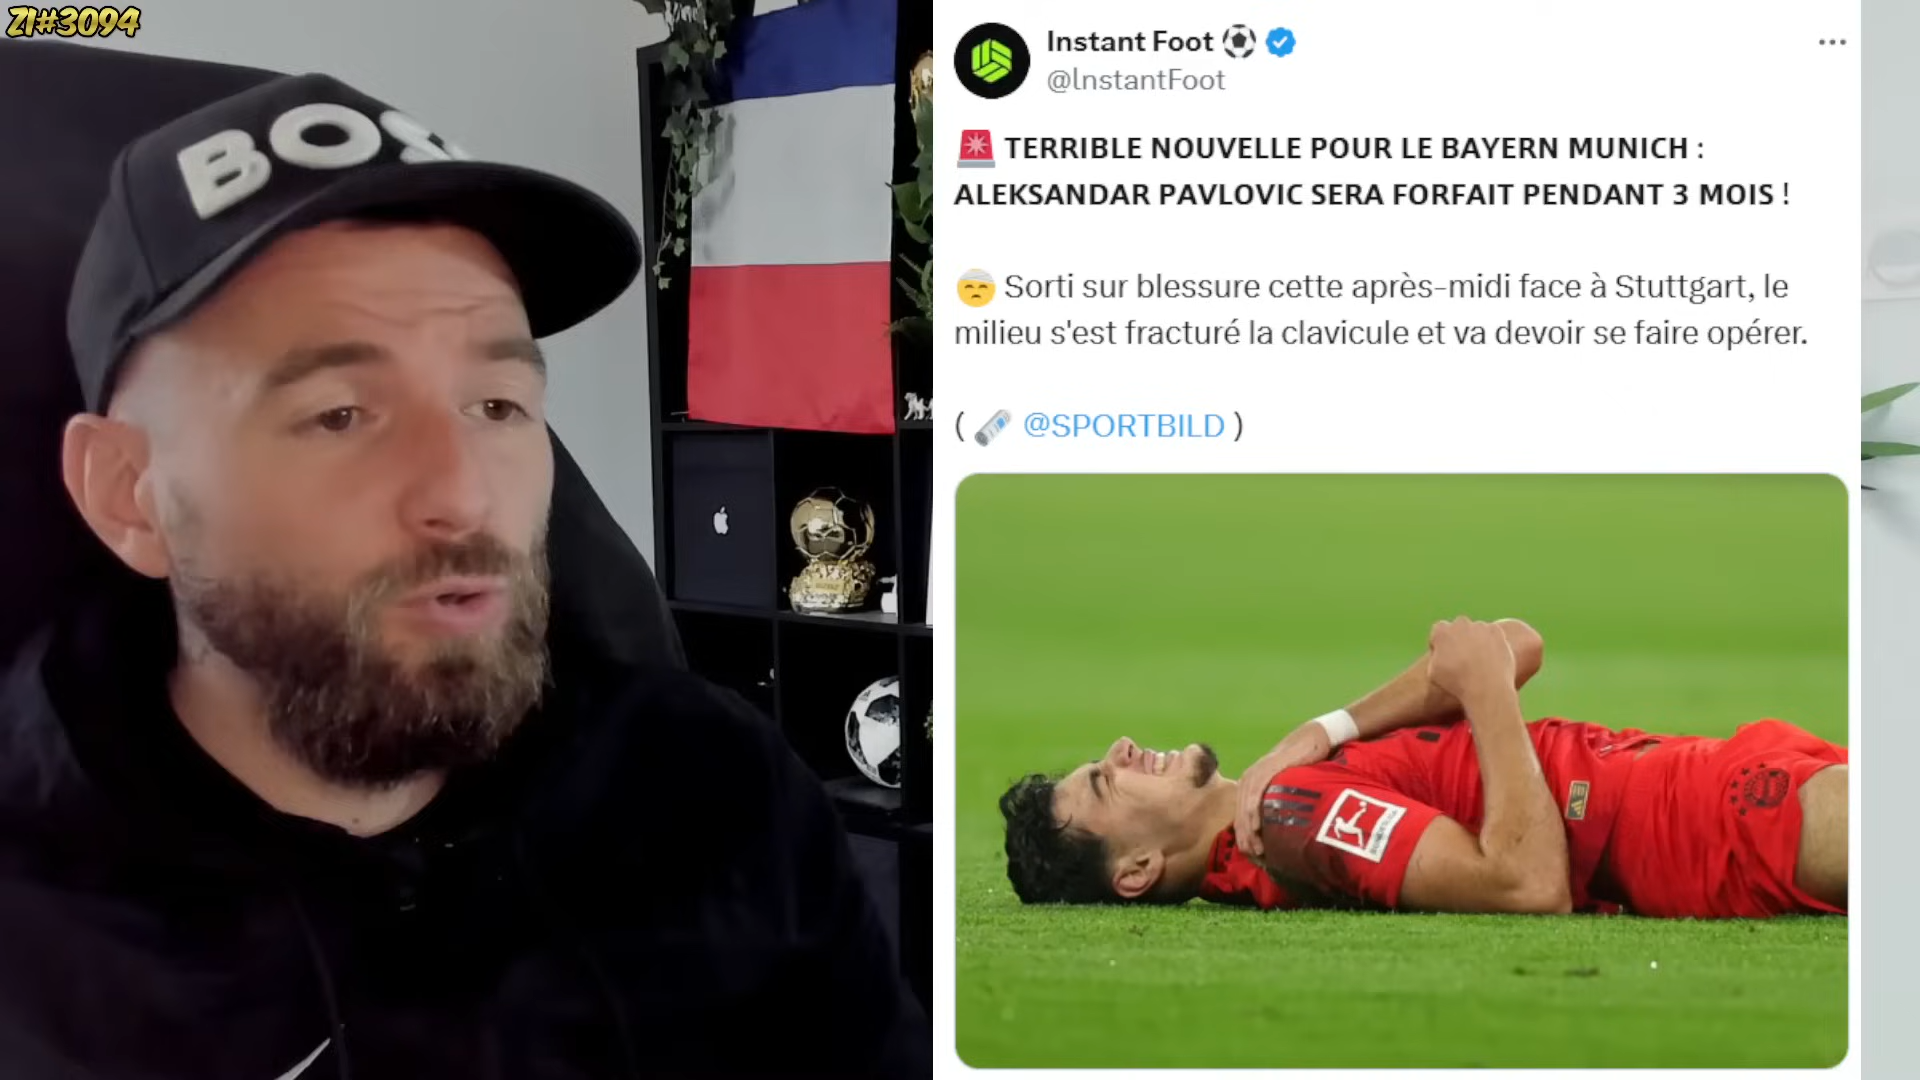 ZI#3094
BOS
Instant Foot
@InstantFoot
TERRIBLE NOUVELLE POUR LE BAYERN MUNICH :
ALEKSANDAR PAVLOVIC SERA FORFAIT PENDANT 3 MOIS !
Sorti sur blessure cette après-midi face à Stuttgart, le
milieu s'est fracturé la clavicule et va devoir se faire opérer.
( @SPORTBILD )